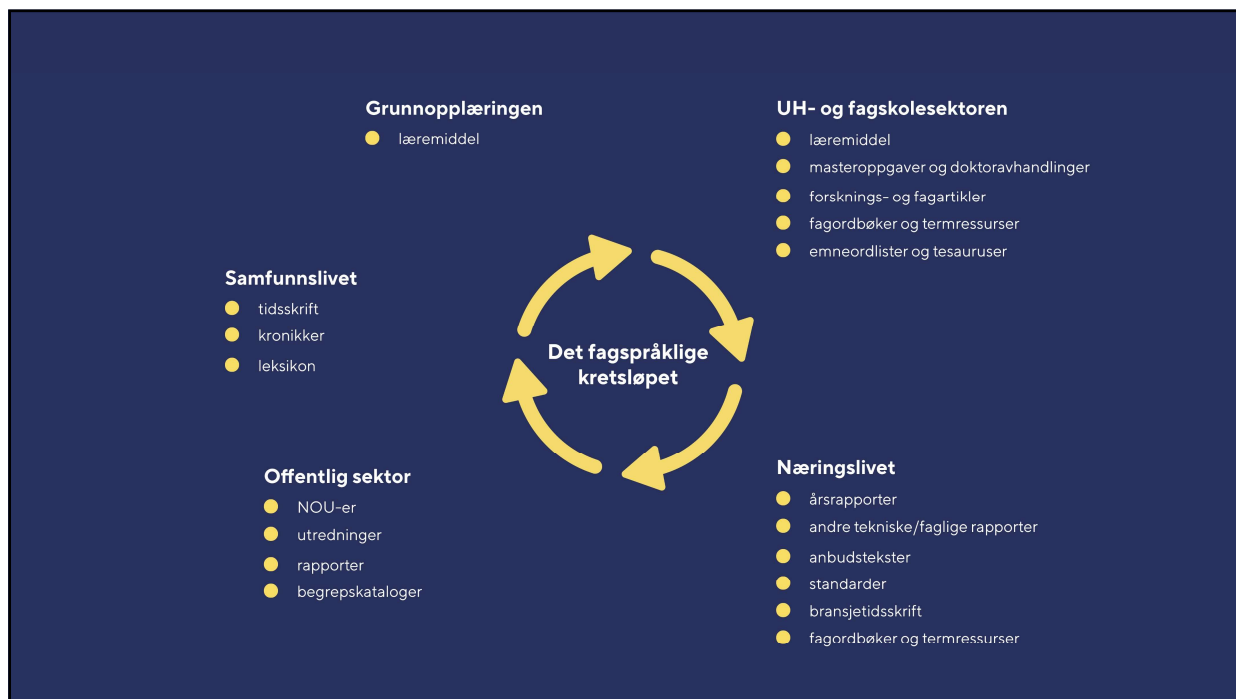 Grunnopplæringen
læremiddel
UH- og fagskolesektoren
læremiddel
masteroppgaver og doktoravhandlinger
forsknings- og fagartikler
fagordbøker og termressurser
emneordlister og tesauruser
Samfunnslivet
tidsskrift
kronikker
leksikon
Det fagspråklige
kretsløpet
Offentlig sektor
NOU-er
utredninger
rapporter
begrepskataloger
Næringslivet
årsrapporter
andre tekniske/faglige rapporter
anbudstekster
standarder
bransjetidsskrift
fagordbøker og termressurser